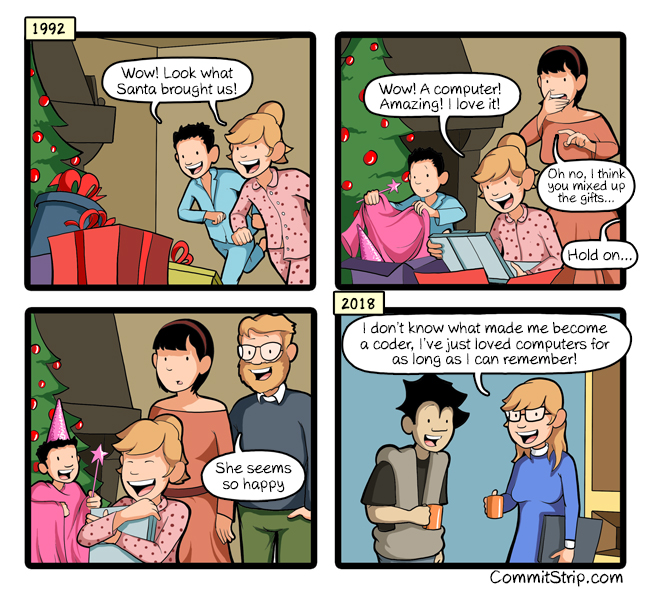 1992
Wow! Look what
Santa brought us!
Wow! A computer!
Amazing! I love it!
Oh no, I think
you mixed up
the gifts...
Hold on...
She seems
so happy
2018
I don't know what made me become
a coder, I've just loved computers for
as long as I can remember!
CommitStrip.com